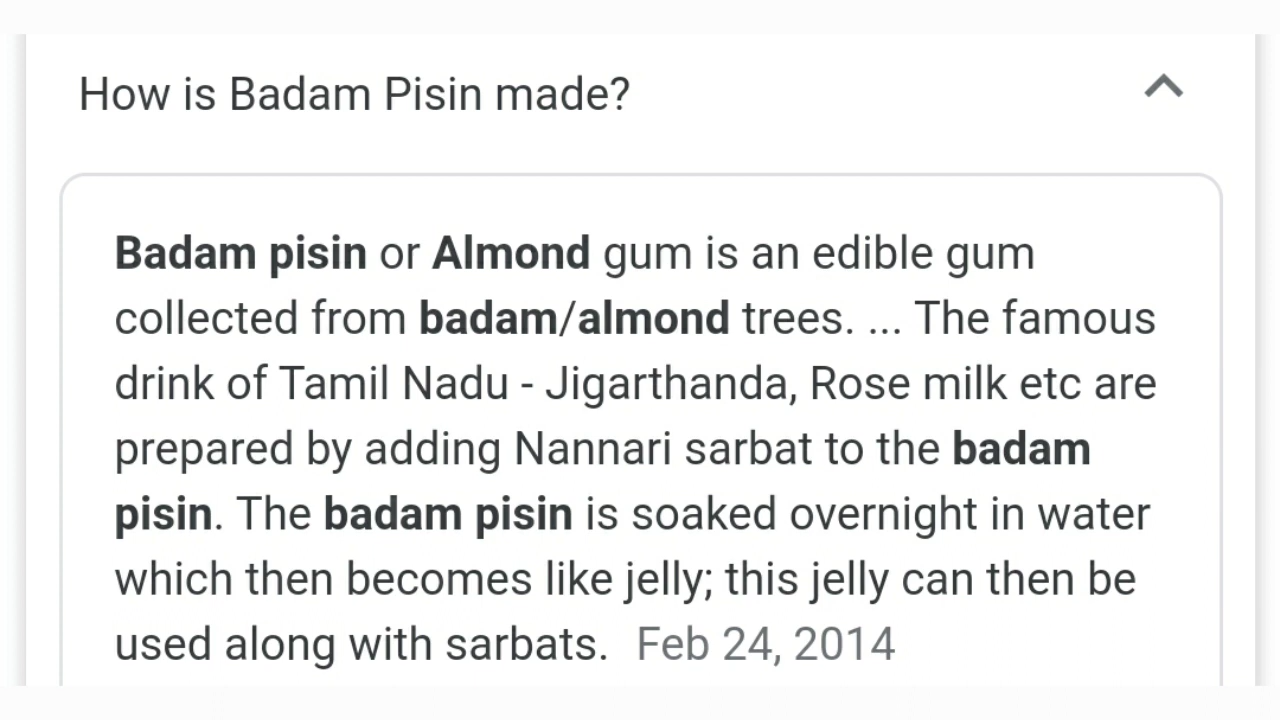 How is Badam Pisin made?
Badam pisin or Almond gum is an edible gum
collected from badam/almond trees. ... The famous
drink of Tamil Nadu - Jigarthanda, Rose milk etc are
prepared by adding Nannari sarbat to the badam
pisin. The badam pisin is soaked overnight in water
which then becomes like jelly; this jelly can then be
used along with sarbats. Feb 24, 2014